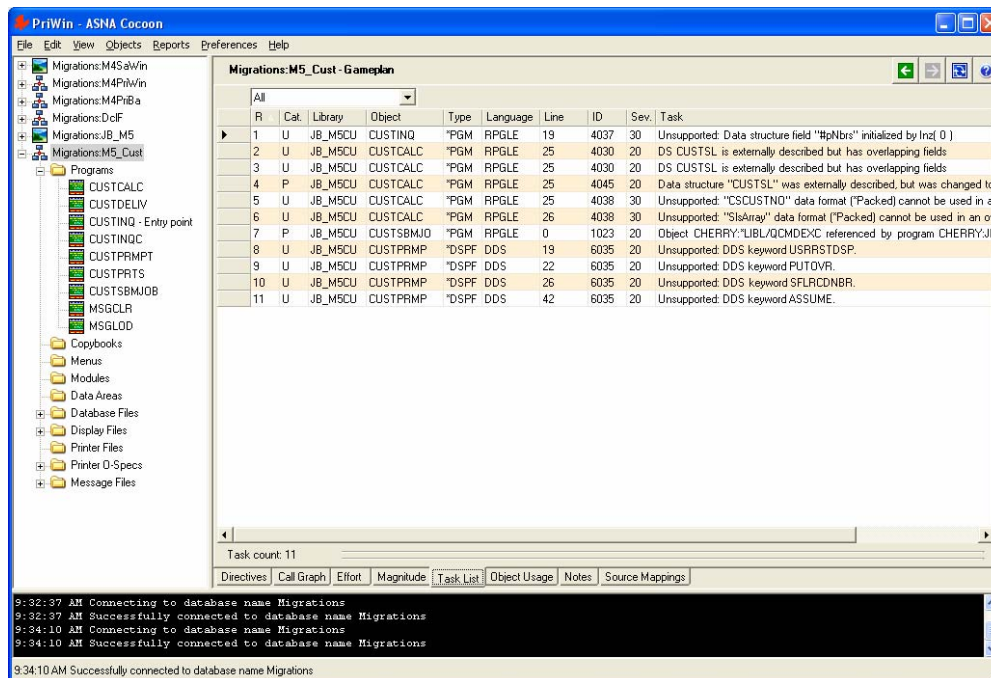 PriWin - ASNA Cocoon
File Edit View Objects Reports Preferences Help
Migrations:M4SaWin
Migrations:M4PriWin
Migrations:M4PriBa
Migrations:DclF
Migrations:JB_M5
Migrations:M5_Cust
Programs
CUSTCALC
CUSTDELIV
CUSTINQ - Entry point
CUSTINQC
CUSTPRMPT
CUSTPRTS
CUSTSBMJOB
MSGCLR
MSGLOD
Copybooks
Menus
Modules
Data Areas
Database Files
Display Files
Printer Files
Printer O-Specs
Message Files
Migrations:M5_Cust - Gameplan
All
R Cat. Library Object Type Language Line ID Sev. Task
1 U JB_M5CU CUSTINQ *PGM RPGLE 19 4037 30 Unsupported: Data structure field "#pNbrs" initialized by Inz( 0 )
2 U JB_M5CU CUSTCALC *PGM RPGLE 25 4030 20 DS CUSTSL is externally described but has overlapping fields
3 U JB_M5CU CUSTCALC *PGM RPGLE 25 4030 20 DS CUSTSL is externally described but has overlapping fields
4 P JB_M5CU CUSTCALC *PGM RPGLE 25 4045 20 Data structure "CUSTSL" was externally described, but was changed to
5 U JB_M5CU CUSTCALC *PGM RPGLE 25 4038 30 Unsupported: "CSCUSTNO" data format (*Packed) cannot be used in a
6 U JB_M5CU CUSTCALC *PGM RPGLE 26 4038 30 Unsupported: "SlsArray" data format (*Packed) cannot be used in an o
7 P JB_M5CU CUSTSBMJO *PGM RPGLE 0 1023 20 Object CHERRY:*LIBL/QCMDEXC referenced by program CHERRY:J
8 U JB_M5CU CUSTPRMP *DSPF DDS 19 6035 20 Unsupported: DDS keyword USRRSTDSP.
9 U JB_M5CU CUSTPRMP *DSPF DDS 22 6035 20 Unsupported: DDS keyword PUTOVR.
10 U JB_M5CU CUSTPRMP *DSPF DDS 26 6035 20 Unsupported: DDS keyword SFLRCDNBR.
11 U JB_M5CU CUSTPRMP *DSPF DDS 42 6035 20 Unsupported: DDS keyword ASSUME.
Task count: 11
Directives Call Graph Effort Magnitude Task List Object Usage Notes Source Mappings
9:32:37 AM Connecting to database name Migrations
9:32:37 AM Successfully connected to database name Migrations
9:34:10 AM Connecting to database name Migrations
9:34:10 AM Successfully connected to database name Migrations
9:34:10 AM Successfully connected to database name Migrations